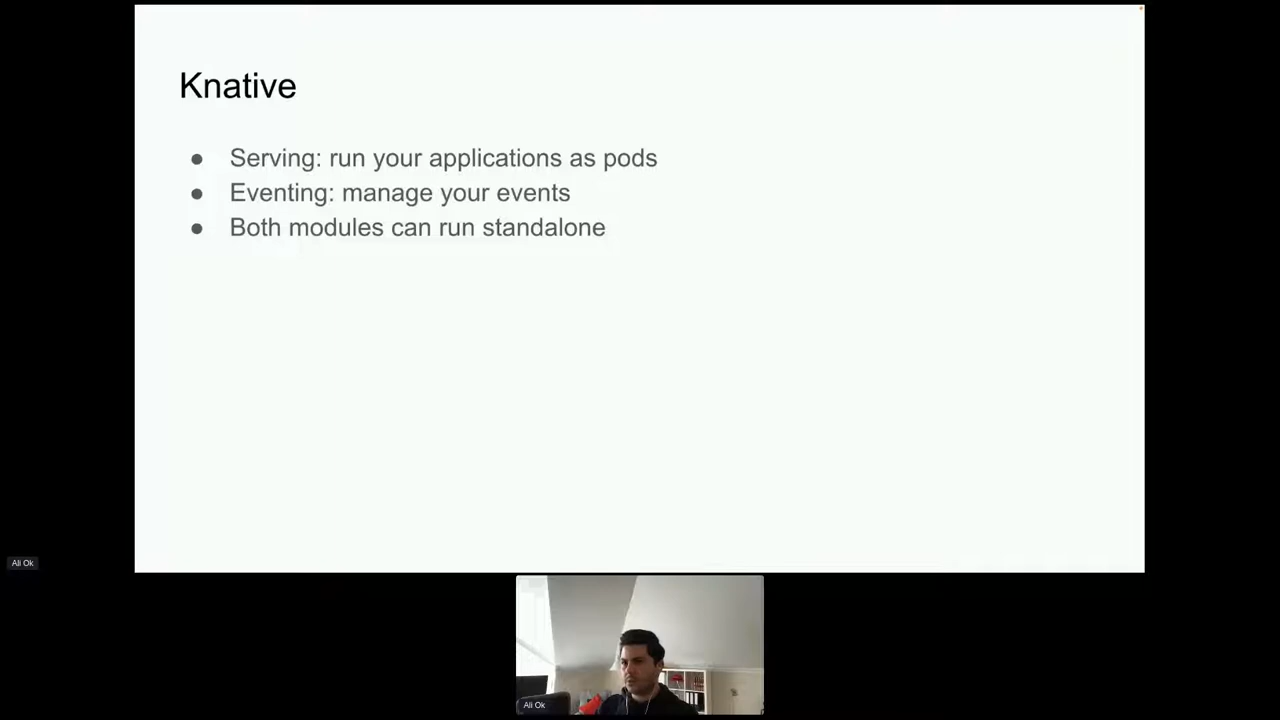 Knative
● Serving: run your applications as pods
● Eventing: manage your events
● Both modules can run standalone
Ali Ok
Ali Ok